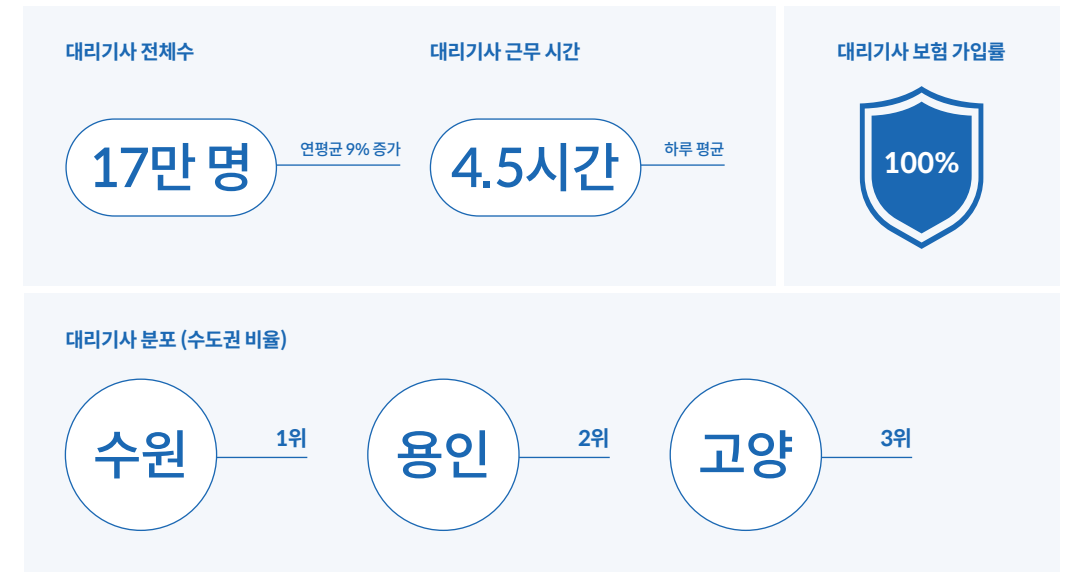 대리기사 전체수
17만 명
연평균 9% 증가
대리기사 근무 시간
4.5시간
하루 평균
대리기사 보험 가입률
100%
대리기사 분포 (수도권 비율)
수원
1위
용인
2위
고양
3위